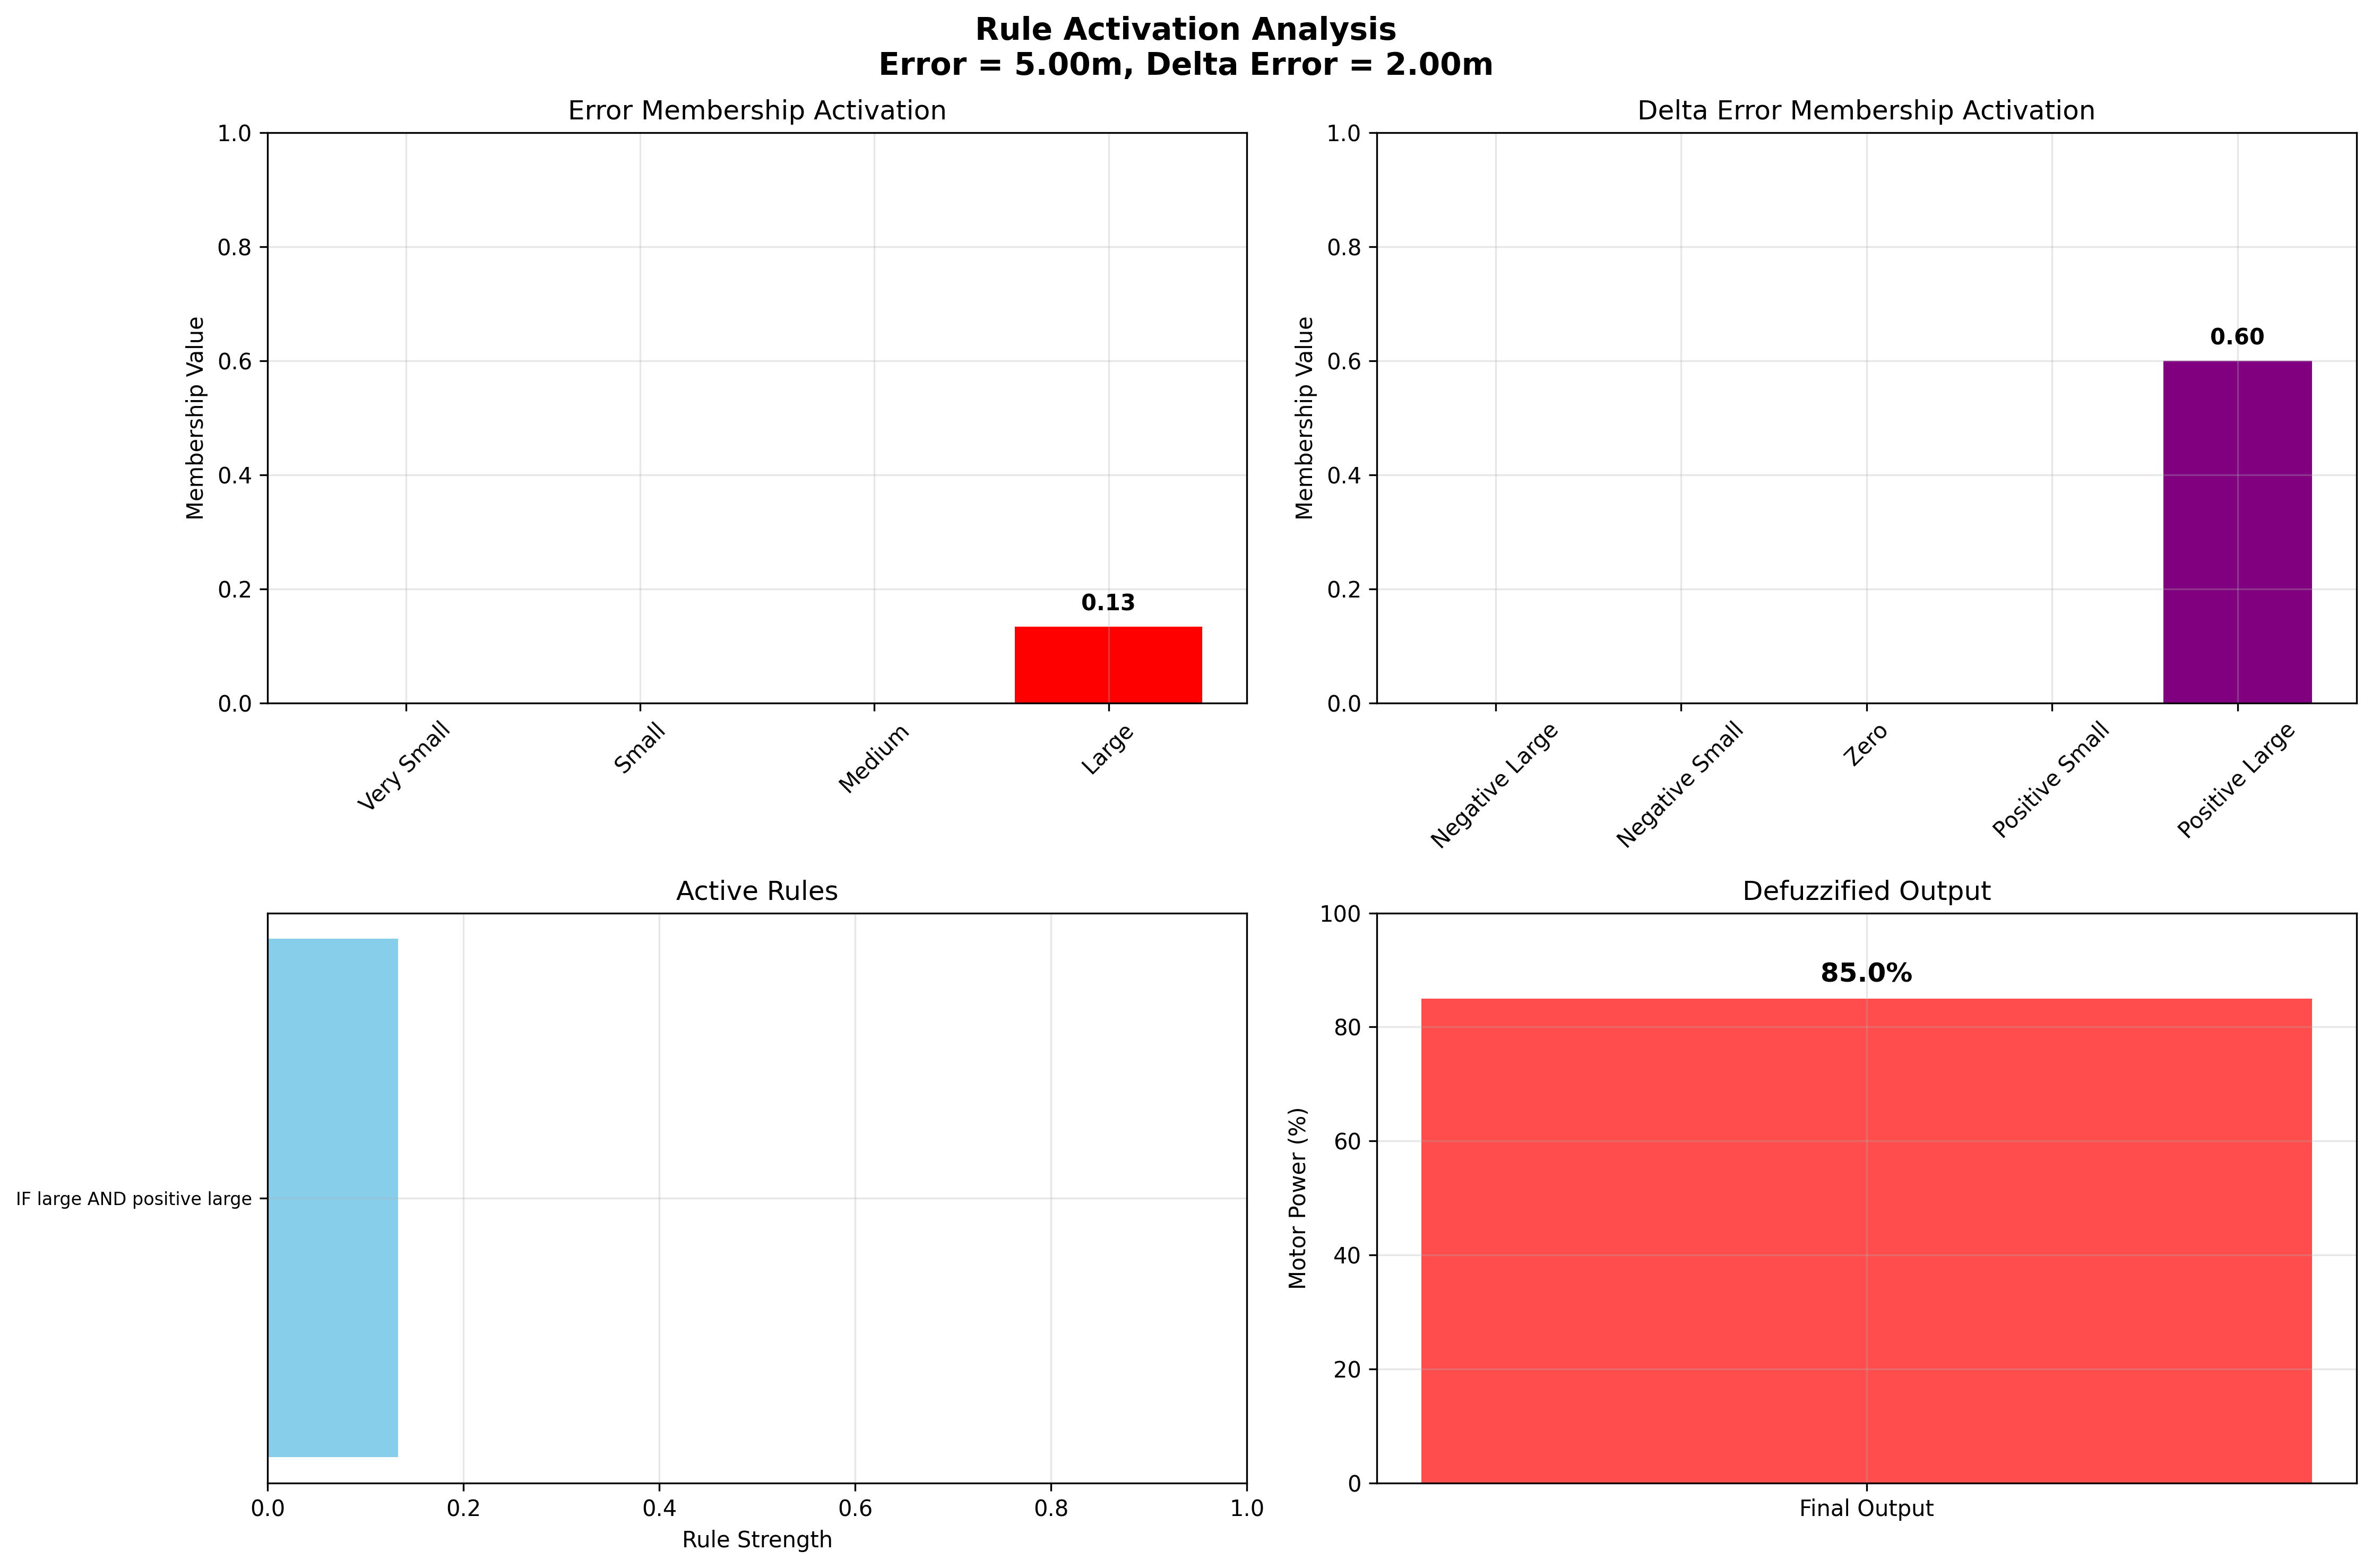 Rule Activation Analysis
Error = 5.00m, Delta Error = 2.00m
Error Membership Activation
Membership Value
1.0
0.8
0.6
0.4
0.2
0.0
0.13
Very Small
Small
Medium
Large
Delta Error Membership Activation
Membership Value
1.0
0.8
0.6
0.4
0.2
0.0
0.60
Negative Large
Negative Small
Zero
Positive Small
Positive Large
Active Rules
IF large AND positive large
0.0
0.2
0.4
0.6
0.8
1.0
Rule Strength
Defuzzified Output
Motor Power (%)
100
80
60
40
20
0
85.0%
Final Output